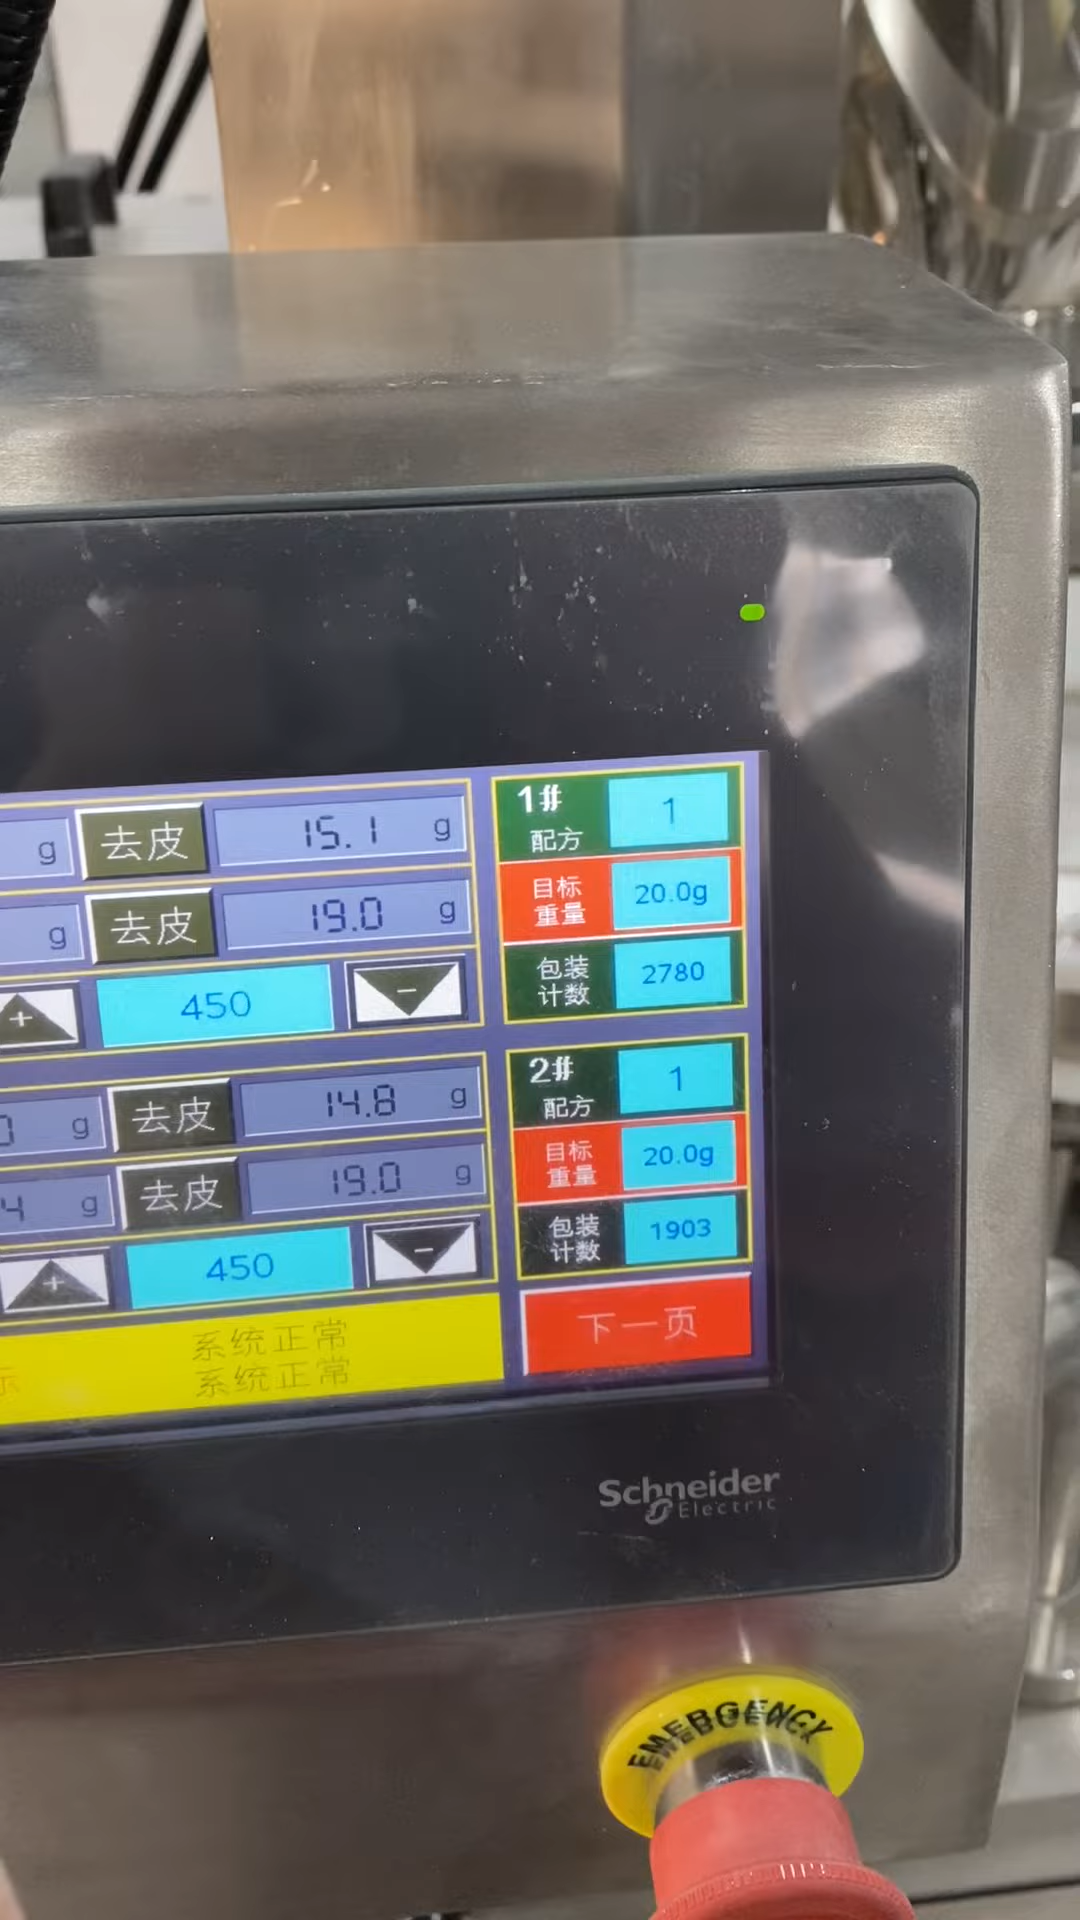 g 去皮 15.1 g
g 去皮 19.0 g
+ 450 −
1#
配方 1
目标
重量 20.0g
包装
计数 2780
g 去皮 14.8 g
4 g 去皮 19.0 g
+ 450 −
2#
配方 1
目标
重量 20.0g
包装
计数 1903
系统正常
示 系统正常
下一页
Schneider
Electric
EMERGENCY